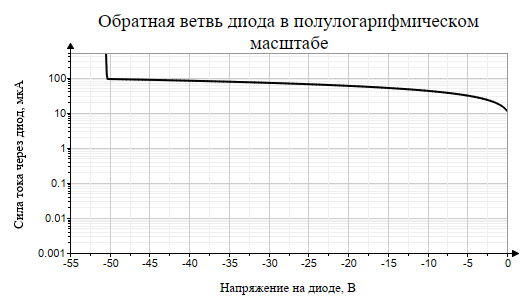 Обратная ветвь диода в полулогарифмическом
масштабе
Сила тока через диод, мкА
100
10
1
0.1
0.01
0.001
-55 -50 -45 -40 -35 -30 -25 -20 -15 -10 -5 0
Напряжение на диоде, В